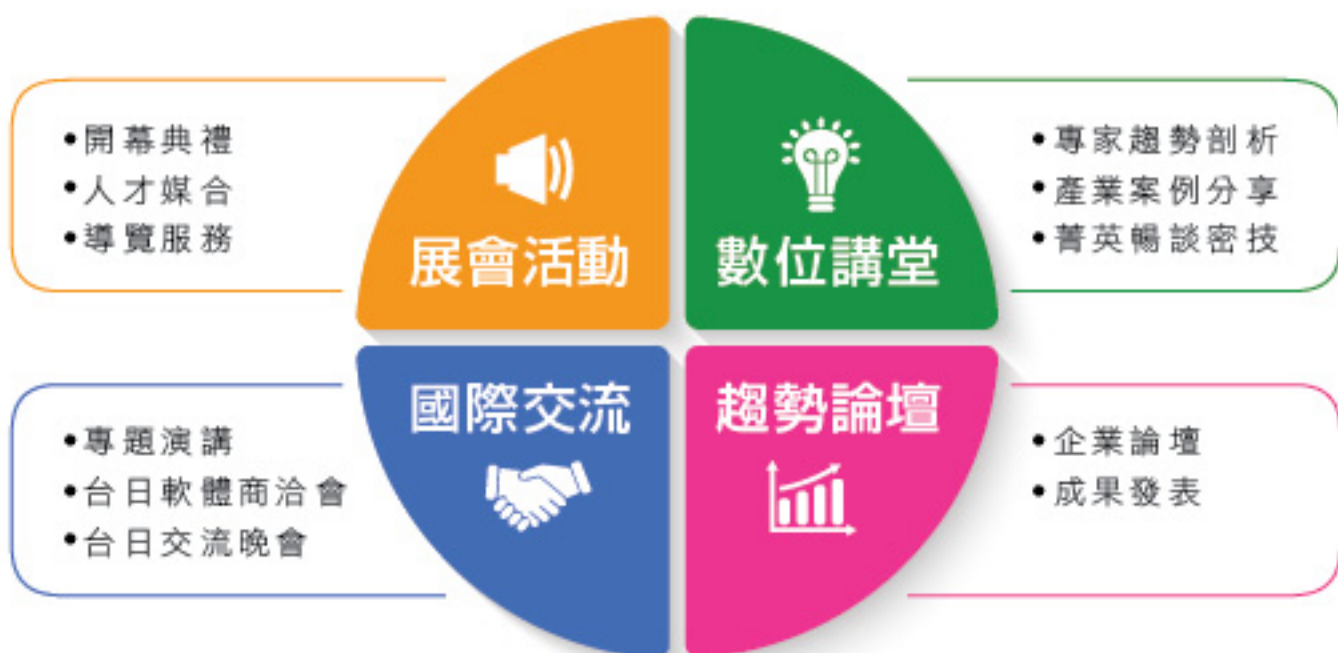 展會活動
•開幕典禮
•人才媒合
•導覽服務
數位講堂
•專家趨勢剖析
•產業案例分享
•菁英暢談密技
國際交流
•專題演講
•台日軟體商洽會
•台日交流晚會
趨勢論壇
•企業論壇
•成果發表